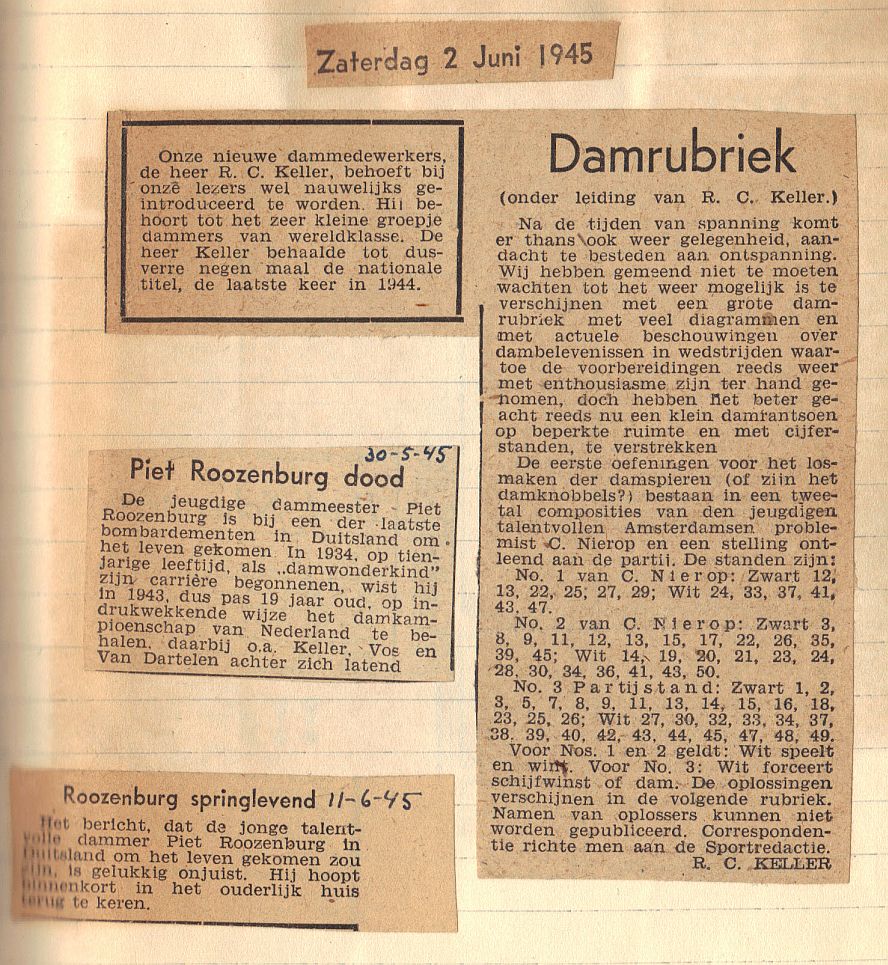 Zaterdag 2 Juni 1945
Onze nieuwe dammedewerkers,
de heer R. C. Keller, behoeft bij
onze lezers wel nauwelijks ge-
introduceerd te worden. Hij be-
hoort tot het zeer kleine groepje
dammers van wereldklasse. De
heer Keller behaalde tot dus-
verre negen maal de nationale
titel, de laatste keer in 1944.
30-5-45
Piet Roozenburg dood
De jeugdige dammeester Piet
Roozenburg is bij een der laatste
bombardementen in Duitsland om
het leven gekomen In 1934, op tien-
jarige leeftijd, als „damwonderkind”
zijn carrière begonnenen, wist hij
in 1943, dus pas 19 jaar oud, op in-
drukwekkende wijze het damkam-
pioenschap van Nederland te be-
halen, daarbij o.a. Keller, Vos en
Van Dartelen achter zich latend
Roozenburg springlevend 11-6-45
Het bericht, dat de jonge talent-
volle dammer Piet Roozenburg in
Duitsland om het leven gekomen zou
zijn, is gelukkig onjuist. Hij hoopt
binnenkort in het ouderlijk huis
terug te keren.
Damrubriek
(onder leiding van R. C. Keller.)
Na de tijden van spanning komt
er thans ook weer gelegenheid, aan-
dacht te besteden aan ontspanning.
Wij hebben gemeend niet te moeten
wachten tot het weer mogelijk is te
verschijnen met een grote dam-
rubriek met veel diagrammen en
met actuele beschouwingen over
dambelevenissen in wedstrijden waar-
toe de voorbereidingen reeds weer
met enthousiasme zijn ter hand ge-
nomen, doch hebben het beter ge-
acht reeds nu een klein damrantsoen
op beperkte ruimte en met cijfer-
standen, te verstrekken
De eerste oefeningen voor het los-
maken der damspieren (of zijn het
damknobbels?) bestaan in een twee-
tal composities van den jeugdigen
talentvollen Amsterdamsen proble-
mist C. Nierop en een stelling ont-
leend aan de partij. De standen zijn:
No. 1 van C. Nierop: Zwart 12,
13, 22, 25; 27, 29; Wit 24, 33, 37, 41,
43, 47.
No. 2 van C. Nierop: Zwart 3,
8, 9, 11, 12, 13, 15, 17, 22, 26, 35,
39, 45; Wit 14, 19, 20, 21, 23, 24,
28, 30, 34, 36, 41, 43, 50.
No. 3 Partijstand: Zwart 1, 2,
3, 5, 7, 8, 9, 11, 13, 14, 15, 16, 18,
23, 25, 26; Wit 27, 30, 32, 33, 34, 37,
38. 39, 40, 42, 43, 44, 45, 47, 48, 49.
Voor Nos. 1 en 2 geldt: Wit speelt
en wint. Voor No. 3: Wit forceert
schijfwinst of dam. De oplossingen
verschijnen in de volgende rubriek.
Namen van oplossers kunnen niet
worden gepubliceerd. Corresponden-
tie richte men aan de Sportredactie.
R. C. KELLER